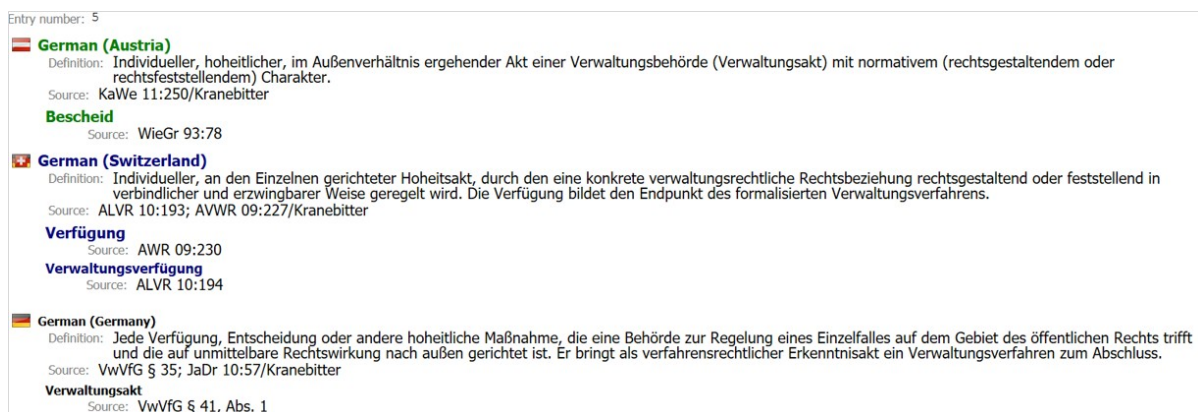 Entry number: 5
German (Austria)
Definition: Individueller, hoheitlicher, im Außenverhältnis ergehender Akt einer Verwaltungsbehörde (Verwaltungsakt) mit normativem (rechtsgestaltendem oder
rechtsfeststellendem) Charakter.
Source: KaWe 11:250/Kranebitter
Bescheid
Source: WieGr 93:78
German (Switzerland)
Definition: Individueller, an den Einzelnen gerichteter Hoheitsakt, durch den eine konkrete verwaltungsrechtliche Rechtsbeziehung rechtsgestaltend oder feststellend in
verbindlicher und erzwingbarer Weise geregelt wird. Die Verfügung bildet den Endpunkt des formalisierten Verwaltungsverfahrens.
Source: ALVR 10:193; AVWR 09:227/Kranebitter
Verfügung
Source: AWR 09:230
Verwaltungsverfügung
Source: ALVR 10:194
German (Germany)
Definition: Jede Verfügung, Entscheidung oder andere hoheitliche Maßnahme, die eine Behörde zur Regelung eines Einzelfalles auf dem Gebiet des öffentlichen Rechts trifft
und die auf unmittelbare Rechtswirkung nach außen gerichtet ist. Er bringt als verfahrensrechtlicher Erkenntnisakt ein Verwaltungsverfahren zum Abschluss.
Source: VwVfG § 35; JaDr 10:57/Kranebitter
Verwaltungsakt
Source: VwVfG § 41, Abs. 1